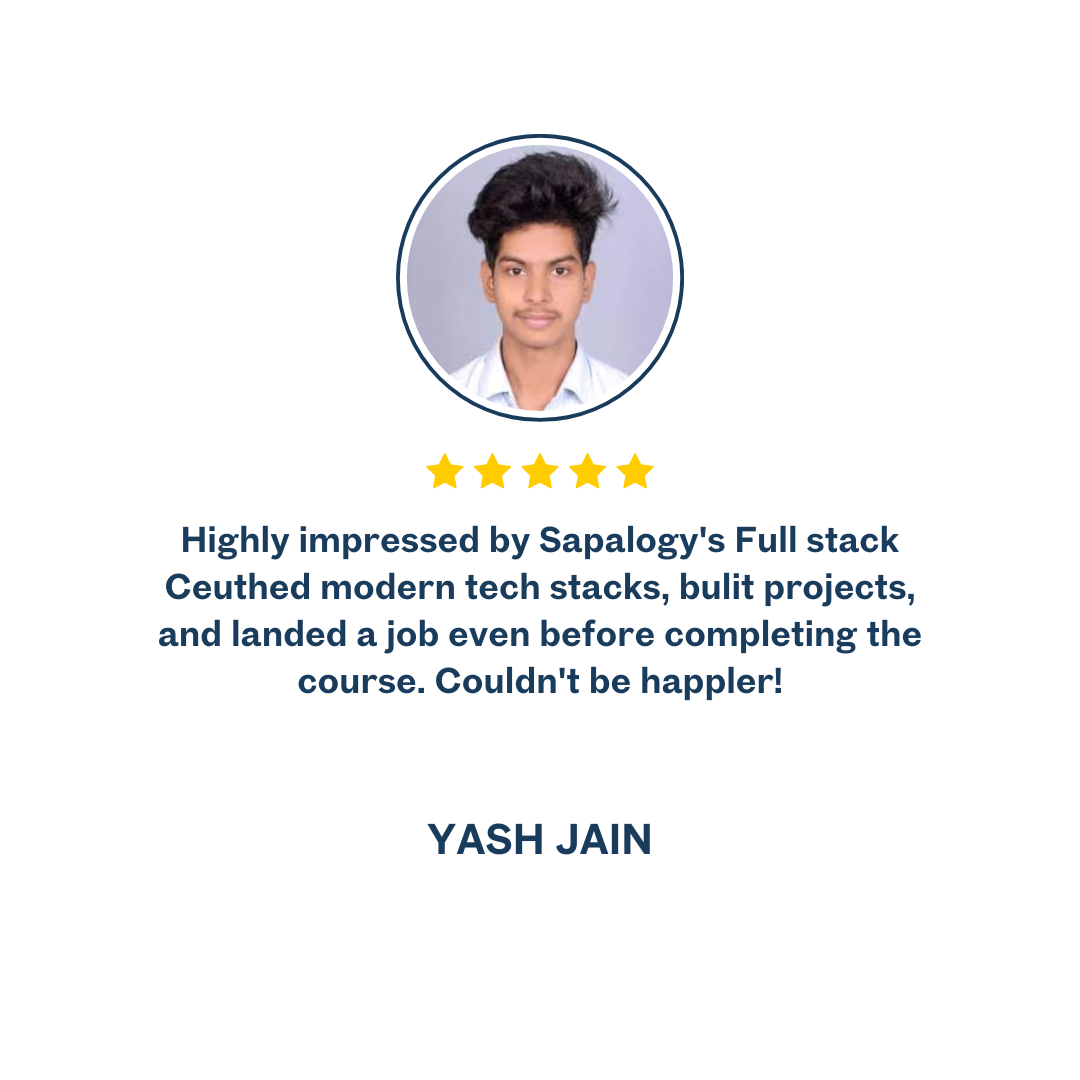 Highly impressed by Sapalogy's Full stack
Ceuthed modern tech stacks, bulit projects,
and landed a job even before completing the
course. Couldn't be happler!
YASH JAIN